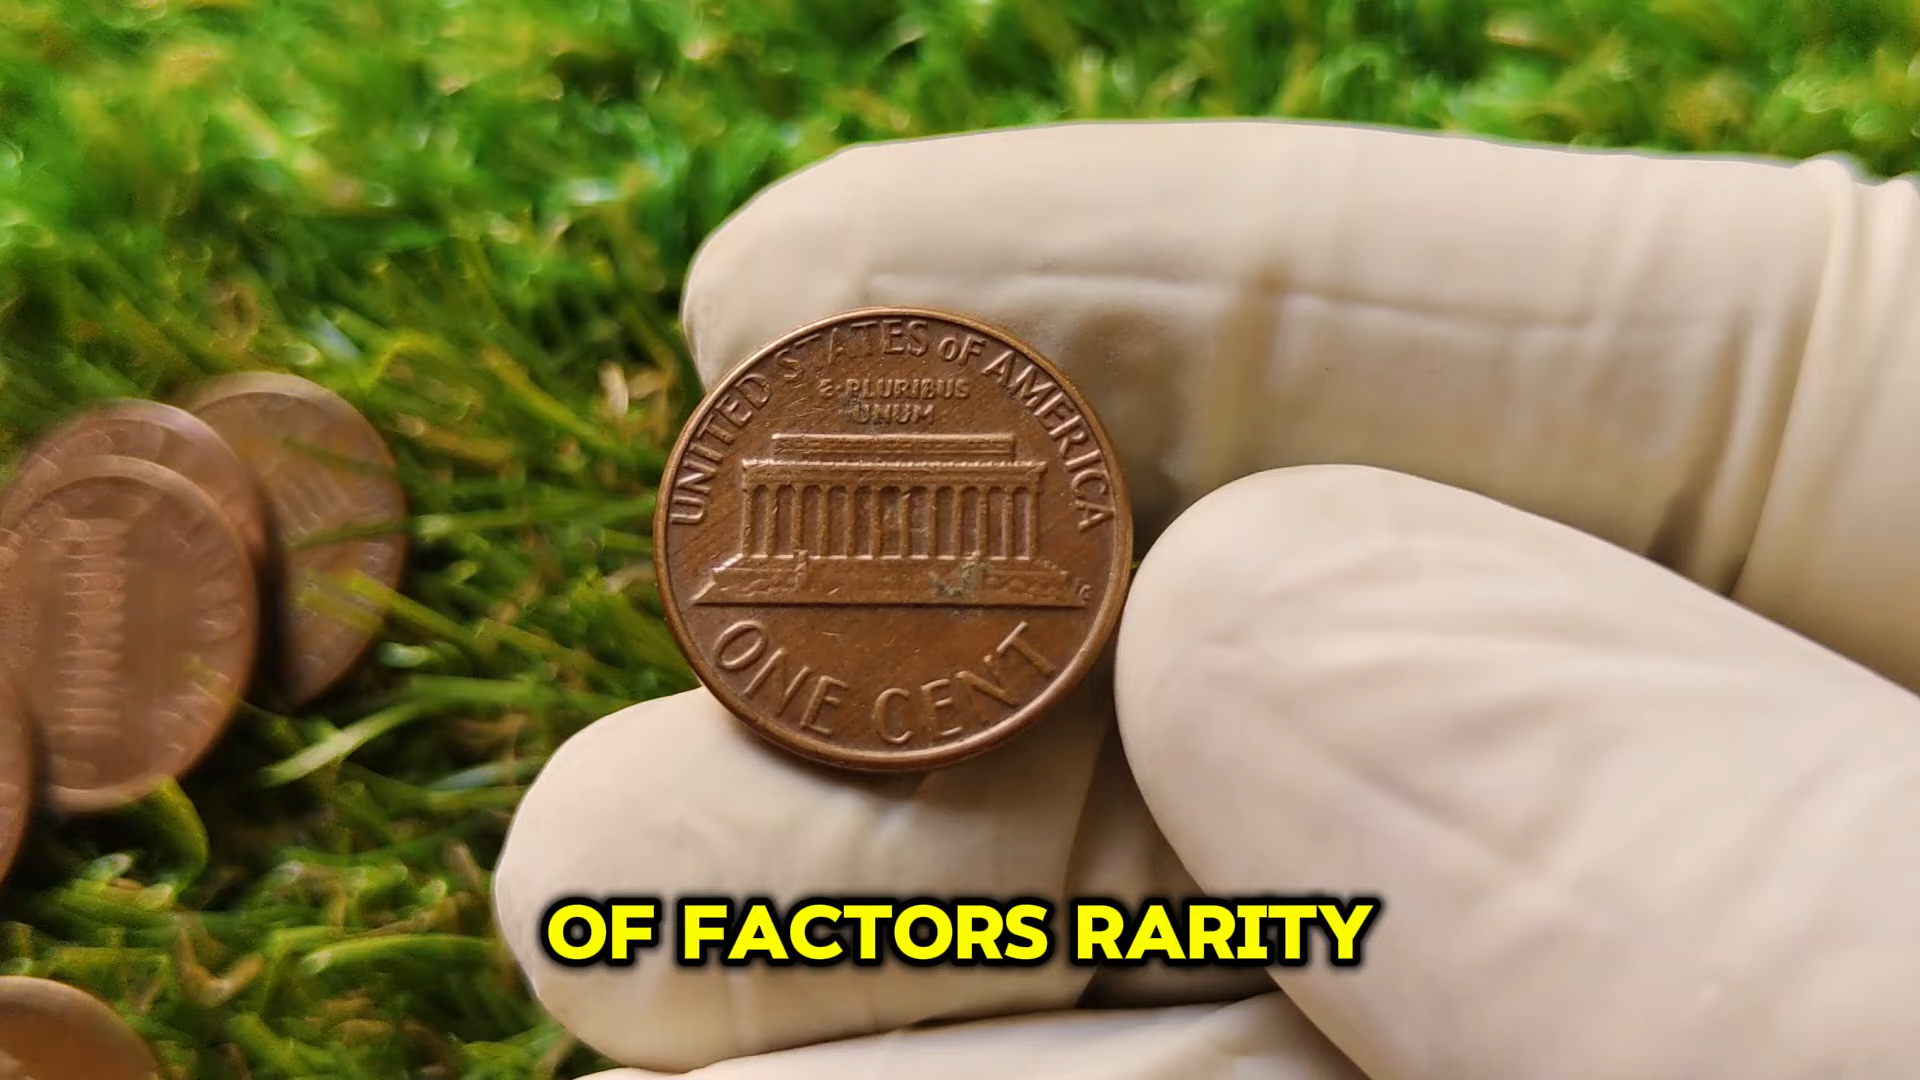 UNITED STATES oF AMERICA
E·PLURIBUS
UNUM
ONE CENT
OF FACTORS RARITY